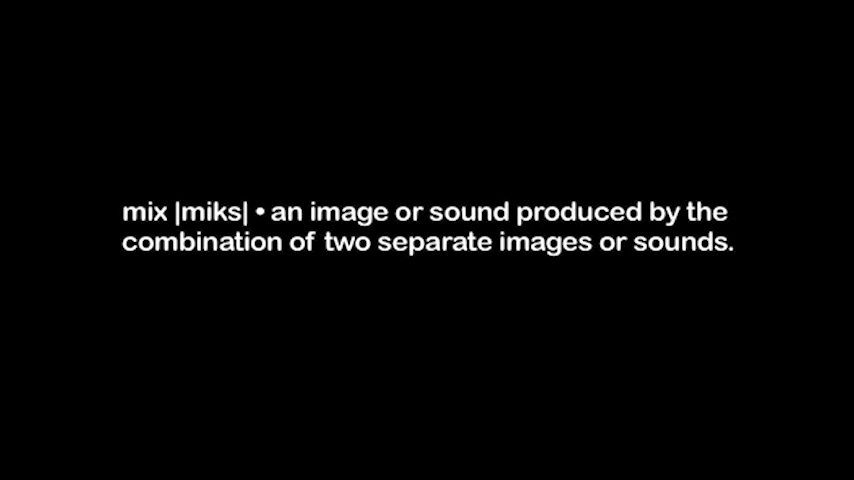 mix |miks| • an image or sound produced by the
combination of two separate images or sounds.